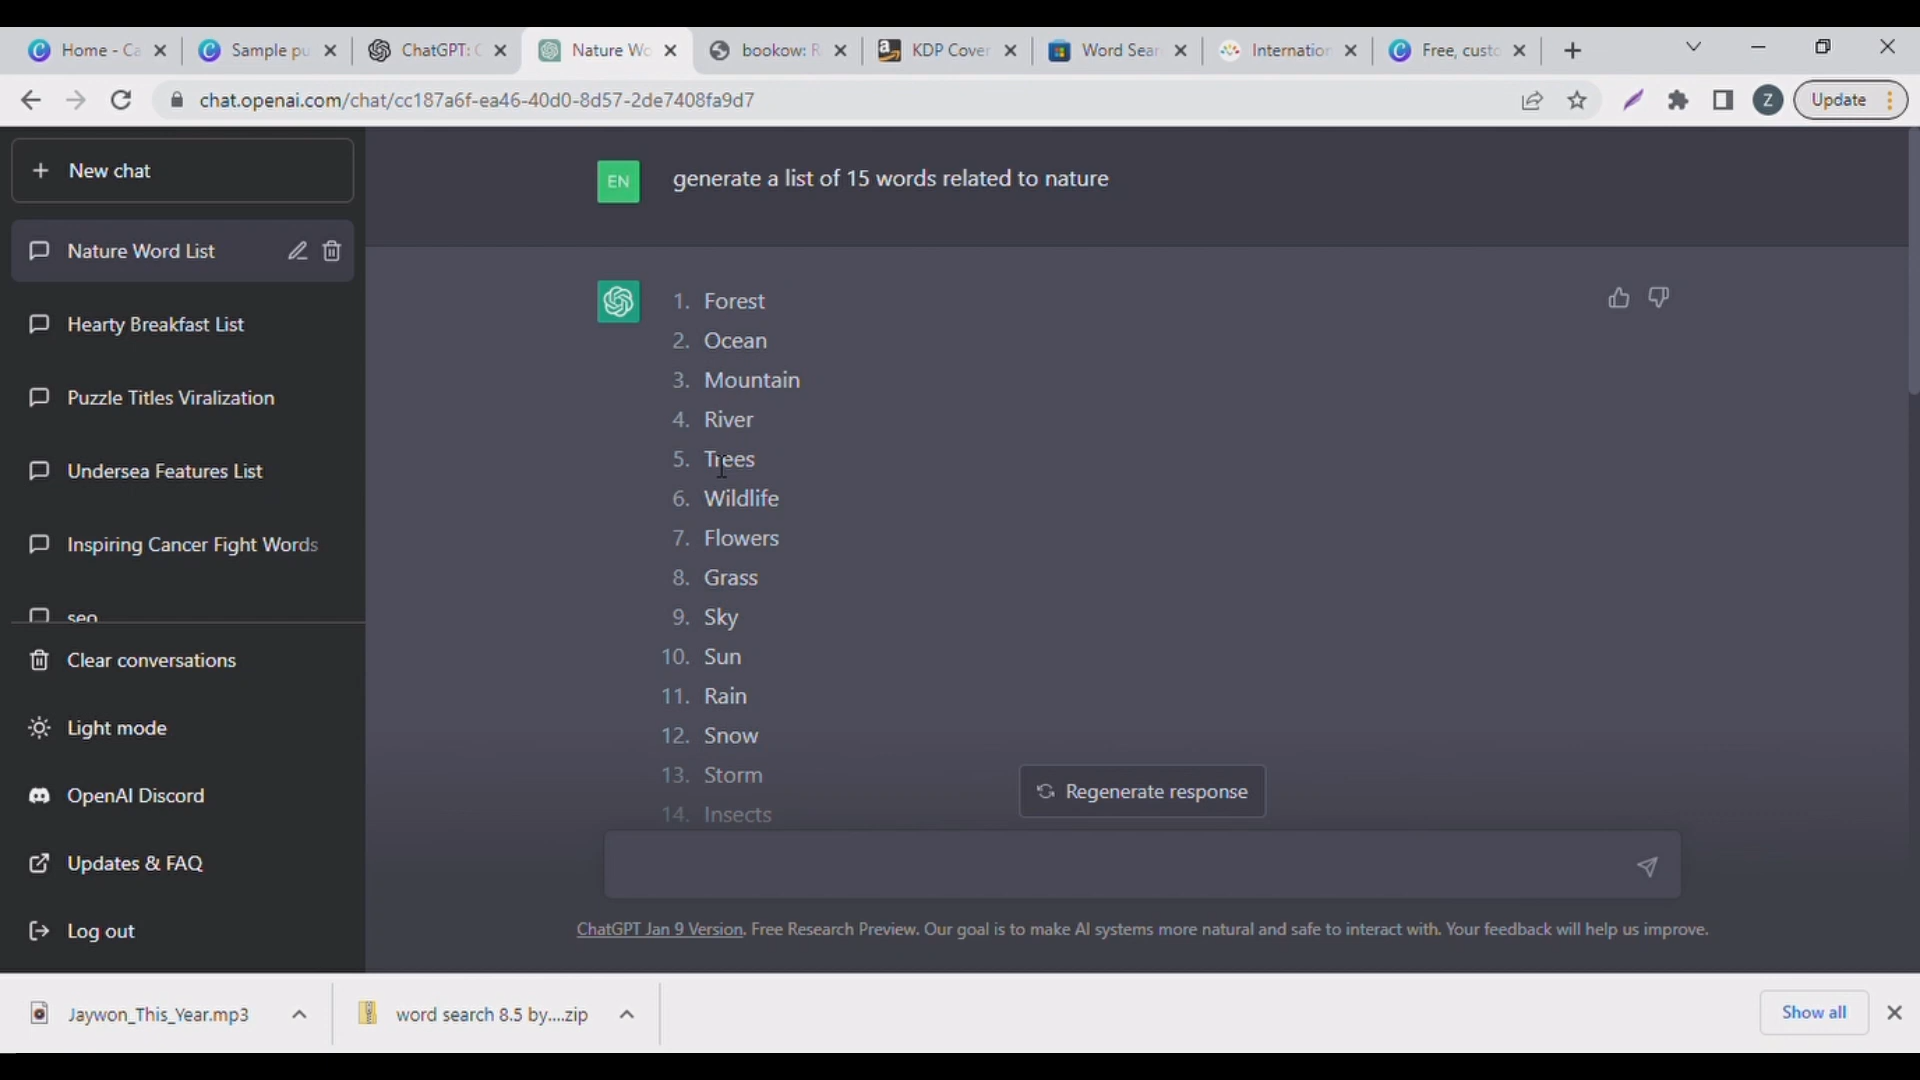 Home - Ca
Sample pu
ChatGPT: C
Nature Wo
bookow: R
KDP Cover
Word Sear
Internation
Free, custo
chat.openai.com/chat/cc187a6f-ea46-40d0-8d57-2de7408fa9d7
Z
Update
New chat
Nature Word List
Hearty Breakfast List
Puzzle Titles Viralization
Undersea Features List
Inspiring Cancer Fight Words
seo
Clear conversations
Light mode
OpenAI Discord
Updates & FAQ
Log out
EN
generate a list of 15 words related to nature
1. Forest
2. Ocean
3. Mountain
4. River
5. Trees
6. Wildlife
7. Flowers
8. Grass
9. Sky
10. Sun
11. Rain
12. Snow
13. Storm
14. Insects
Regenerate response
ChatGPT Jan 9 Version. Free Research Preview. Our goal is to make AI systems more natural and safe to interact with. Your feedback will help us improve.
Jaywon_This_Year.mp3
word search 8.5 by....zip
Show all